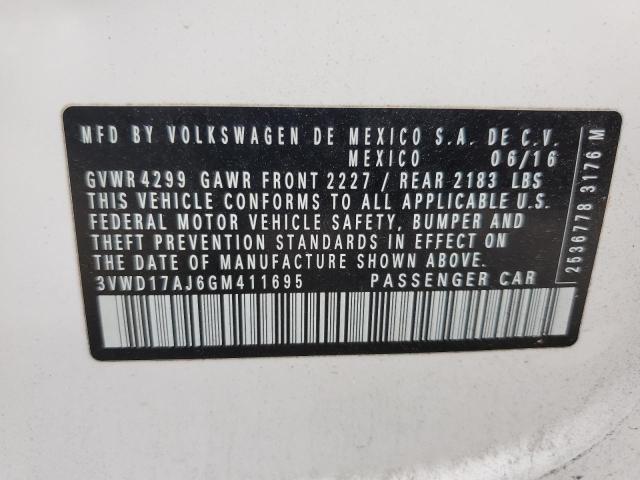 MFD BY VOLKSWAGEN DE MEXICO S.A. DE C.V.
MEXICO 06/16
GVWR 4299 GAWR FRONT 2227 / REAR 2183 LBS
THIS VEHICLE CONFORMS TO ALL APPLICABLE U.S.
FEDERAL MOTOR VEHICLE SAFETY, BUMPER AND
THEFT PREVENTION STANDARDS IN EFFECT ON
THE DATE OF MANUFACTURE SHOWN ABOVE.
3VWD17AJ6GM411695 PASSENGER CAR
2536778 3176 M